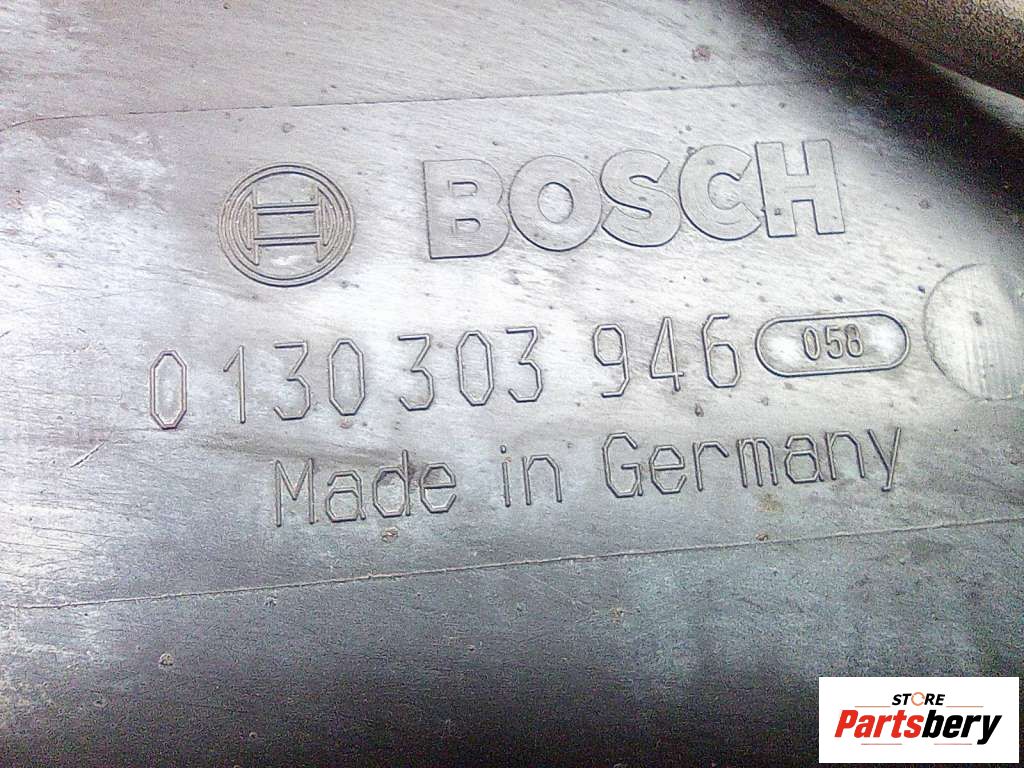 BOSCH
0 130 303 946 058
Made in Germany
STORE
Partsbery